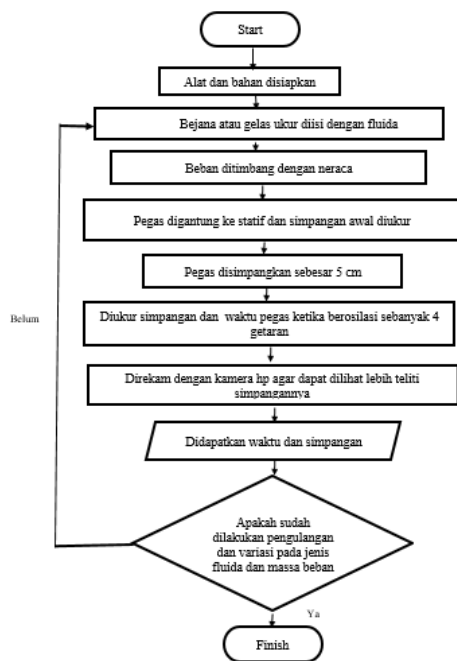 Start
Alat dan bahan disiapkan
Bejana atau gelas ukur diisi dengan fluida
Beban ditimbang dengan neraca
Pegas digantung ke statif dan simpangan awal diukur
Pegas disimpangkan sebesar 5 cm
Belum
Diukur simpangan dan waktu pegas ketika berosilasi sebanyak 4
getaran
Direkam dengan kamera hp agar dapat dilihat lebih teliti
simpangannya
Didapatkan waktu dan simpangan
Apakah sudah
dilakukan pengulangan
dan variasi pada jenis
fluida dan massa beban
Ya
Finish